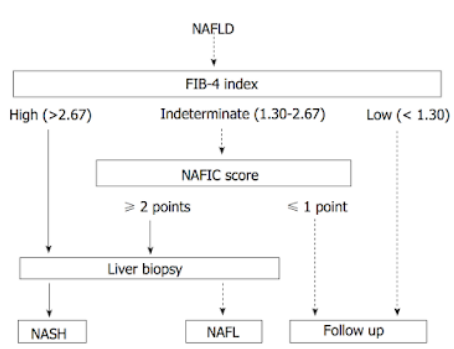 NAFLD
FIB-4 index
High (>2.67) Indeterminate (1.30-2.67) Low (< 1.30)
NAFIC score
⩾ 2 points ⩽ 1 point
Liver biopsy
NASH NAFL Follow up